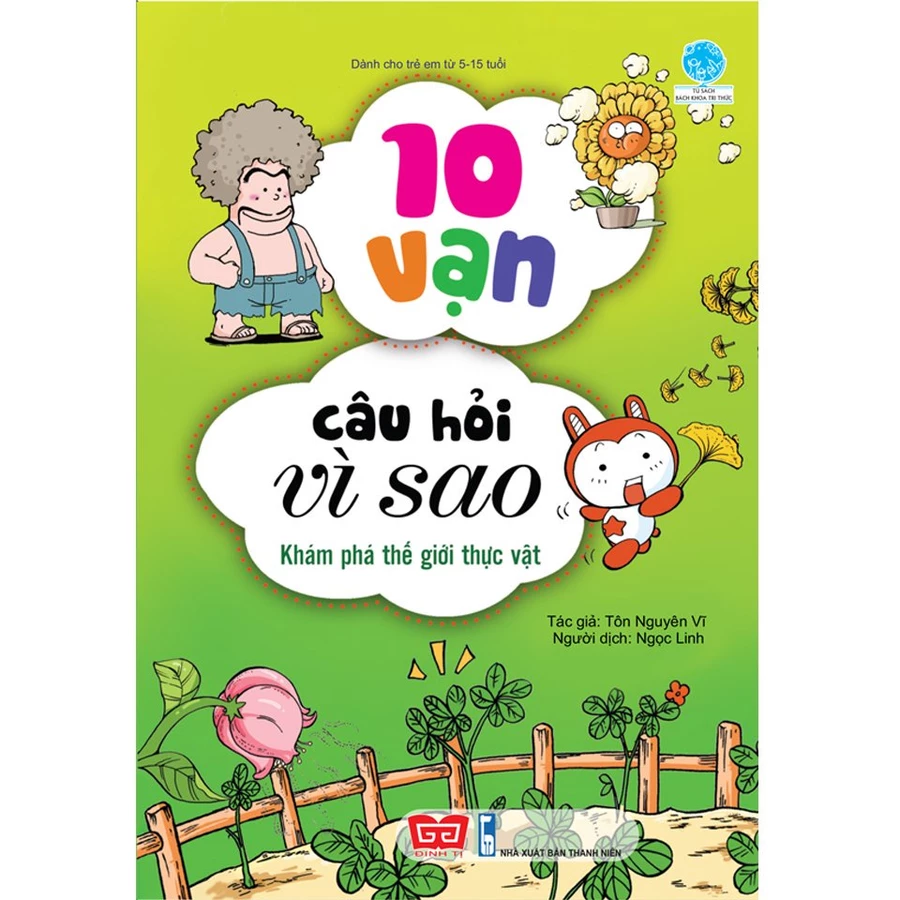 Dành cho trẻ em từ 5-15 tuổi
TỦ SÁCH
BÁCH KHOA TRI THỨC
10
vạn
câu hỏi
vì sao
Khám phá thế giới thực vật
Tác giả: Tôn Nguyên Vĩ
Người dịch: Ngọc Linh
ĐINH TỊ
NHÀ XUẤT BẢN THANH NIÊN